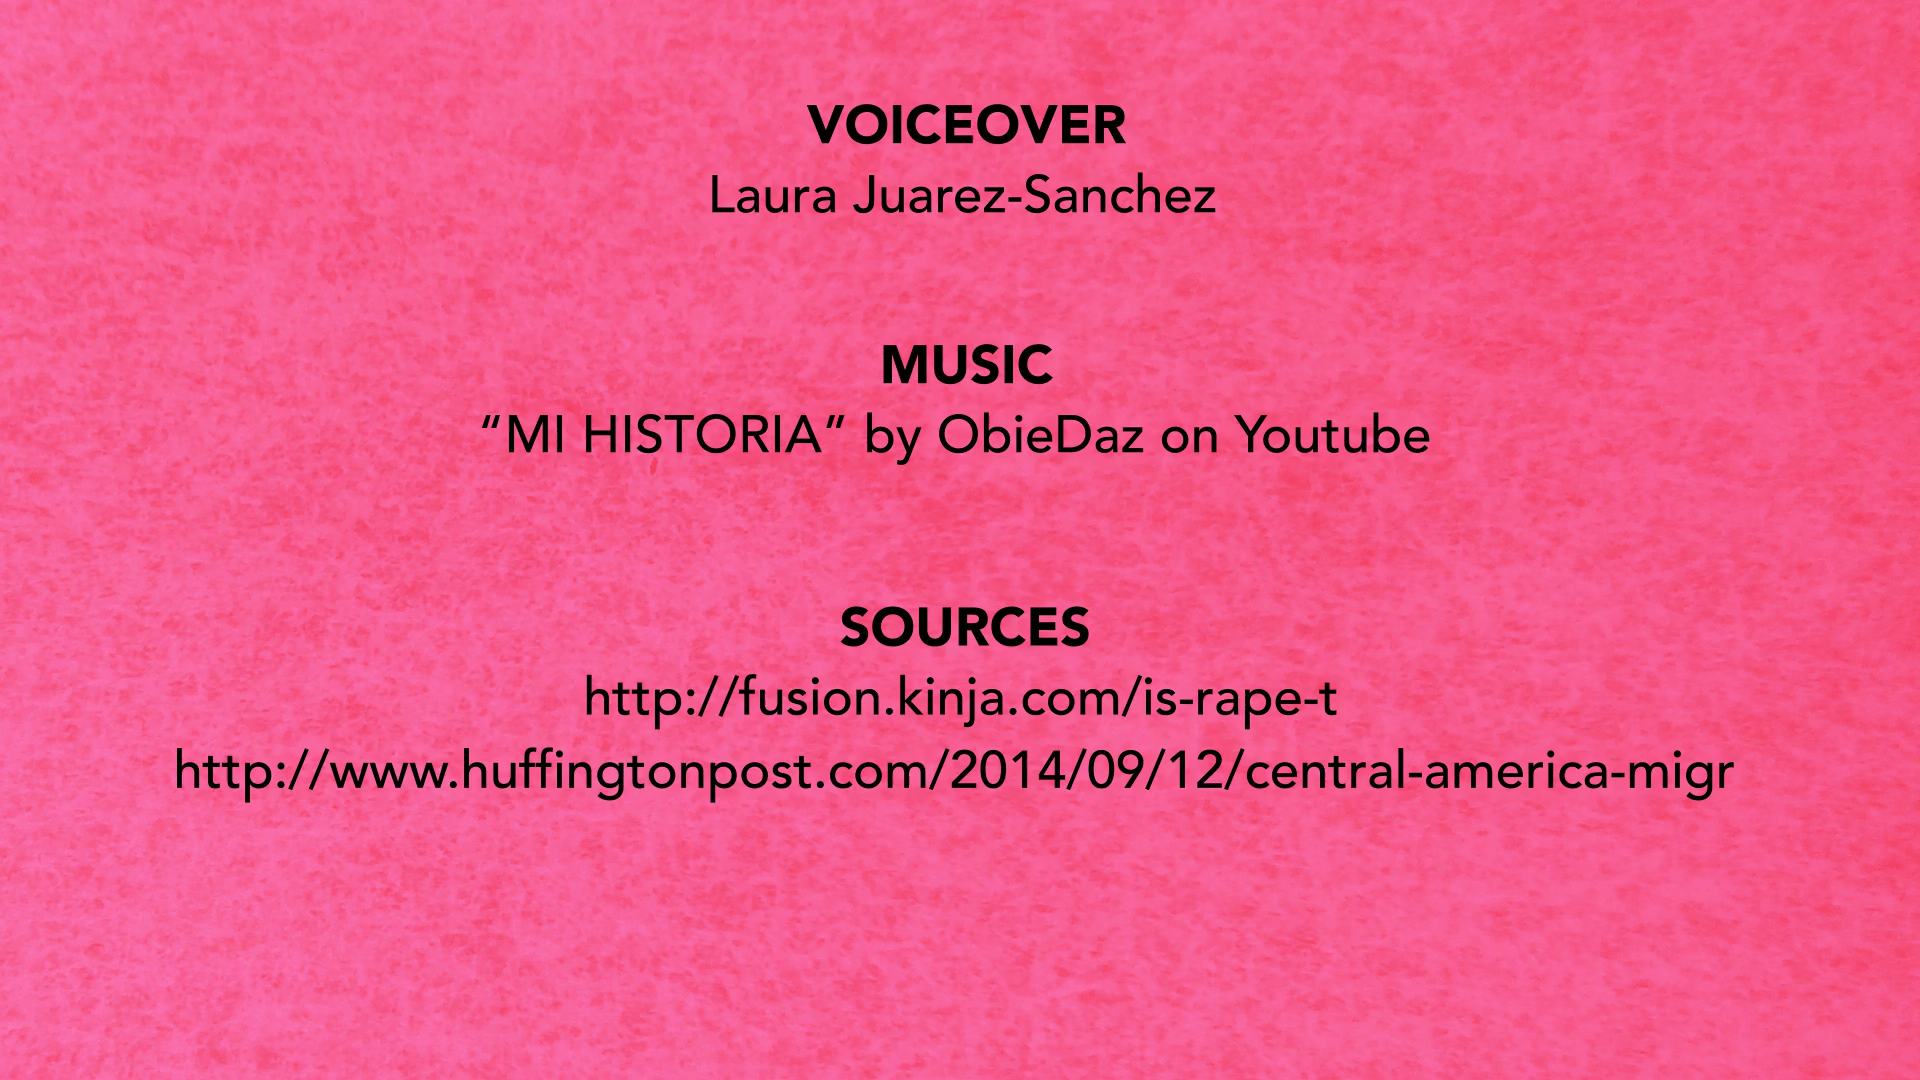 VOICEOVER
Laura Juarez-Sanchez
MUSIC
“MI HISTORIA” by ObieDaz on Youtube
SOURCES
http://fusion.kinja.com/is-rape-t
http://www.huffingtonpost.com/2014/09/12/central-america-migr